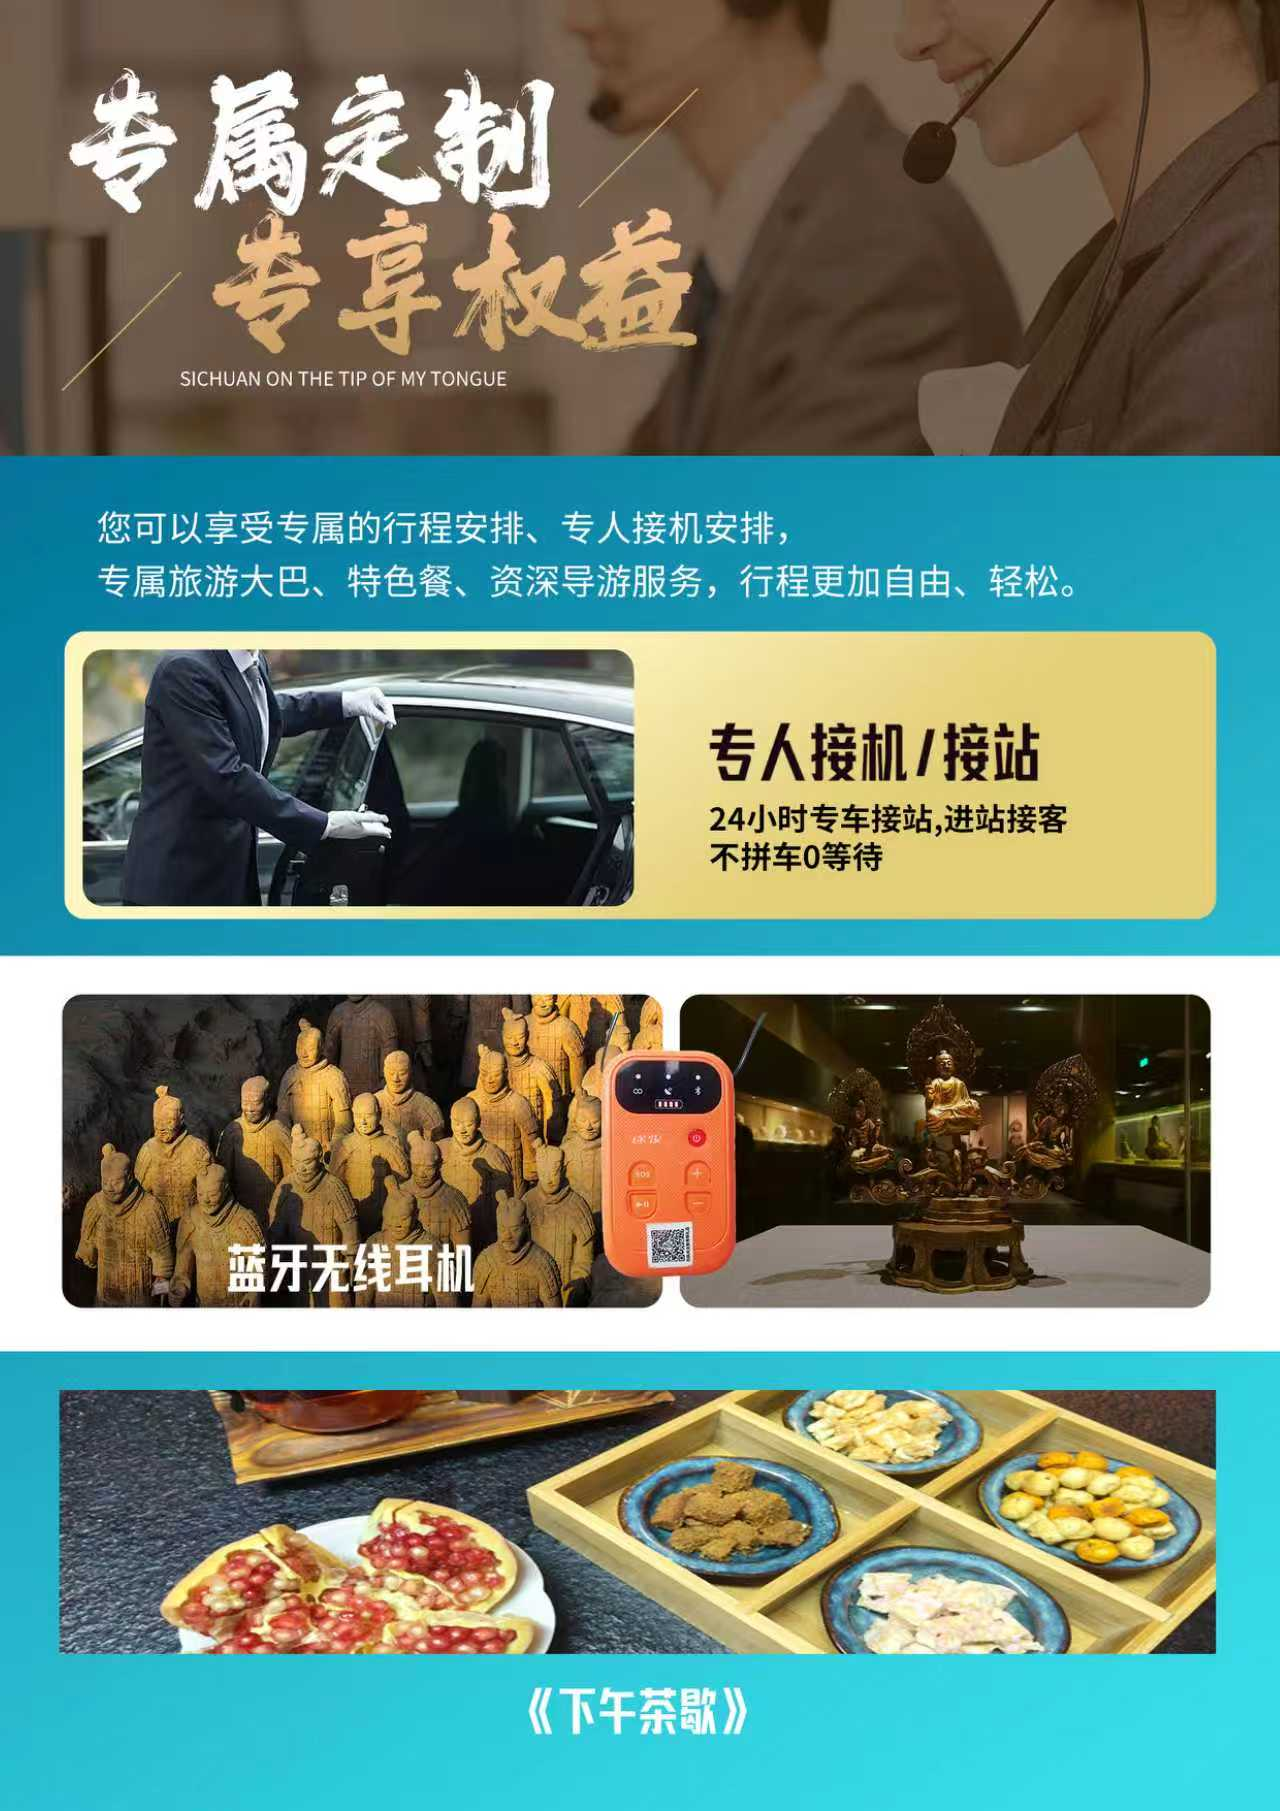 专属定制
专享权益
SICHUAN ON THE TIP OF MY TONGUE
您可以享受专属的行程安排、专人接机安排，
专属旅游大巴、特色餐、资深导游服务，行程更加自由、轻松。
专人接机/接站
24小时专车接站,进站接客
不拼车0等待
SOS
蓝牙无线耳机
《下午茶歇》